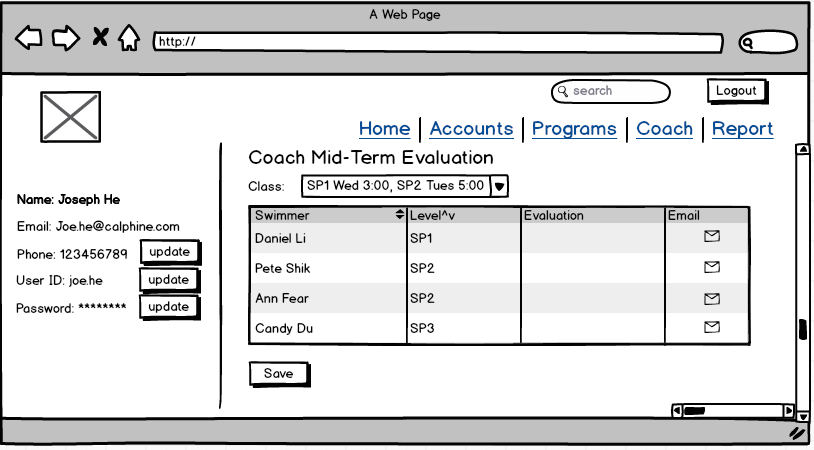 A Web Page
http://
search
Logout
Home | Accounts | Programs | Coach | Report
Coach Mid-Term Evaluation
Class: SP1 Wed 3:00, SP2 Tues 5:00
Name: Joseph He
Email: Joe.he@calphine.com
Phone: 123456789 update
User ID: joe.he update
Password: ******** update
Swimmer Level^v Evaluation Email
Daniel Li SP1
Pete Shik SP2
Ann Fear SP2
Candy Du SP3
Save